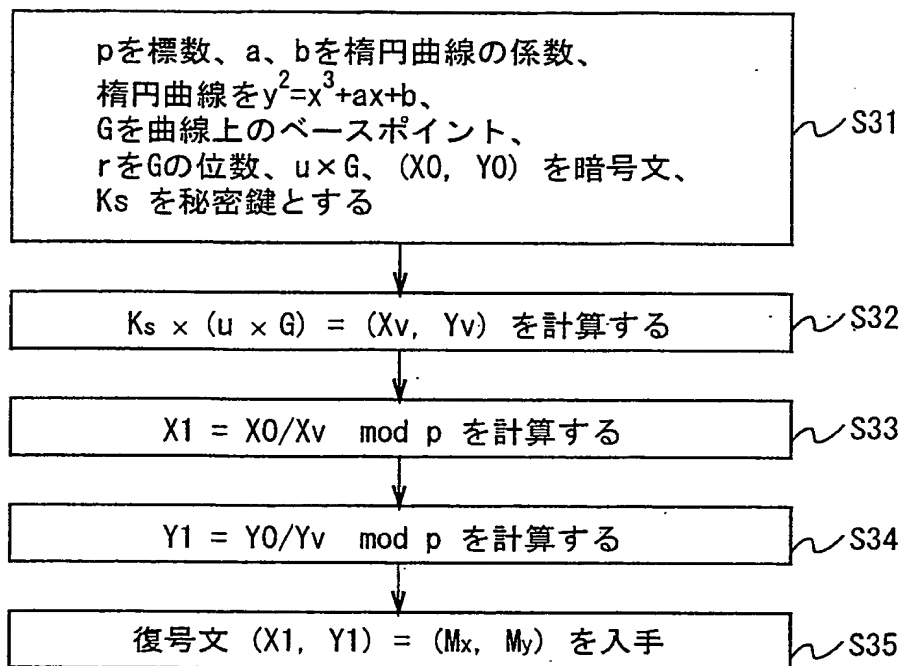 pを標数、a、bを楕円曲線の係数、
楕円曲線をy²=x³+ax+b、
Gを曲線上のベースポイント、
rをGの位数、u×G、(X0, Y0) を暗号文、
Ks を秘密鍵とする
S31
Ks × (u × G) = (Xv, Yv) を計算する
S32
X1 = X0/Xv mod p を計算する
S33
Y1 = Y0/Yv mod p を計算する
S34
復号文 (X1, Y1) = (Mx, My) を入手
S35